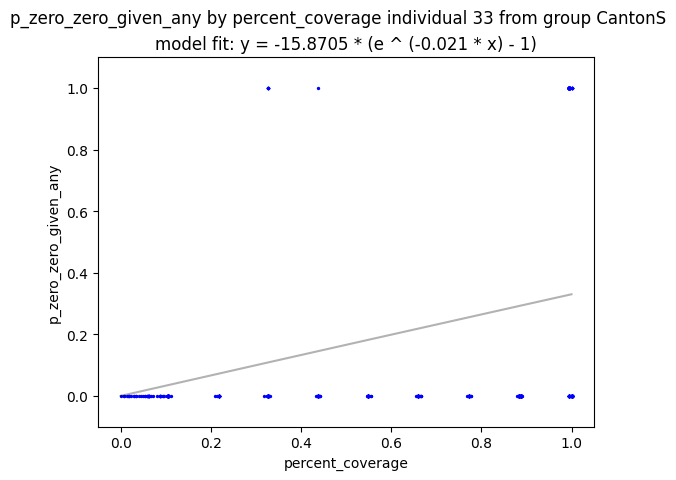 p_zero_zero_given_any by percent_coverage individual 33 from group CantonS
model fit: y = -15.8705 * (e ^ (-0.021 * x) - 1)
1.0
0.8
0.6
0.4
0.2
0.0
p_zero_zero_given_any
0.0 0.2 0.4 0.6 0.8 1.0
percent_coverage